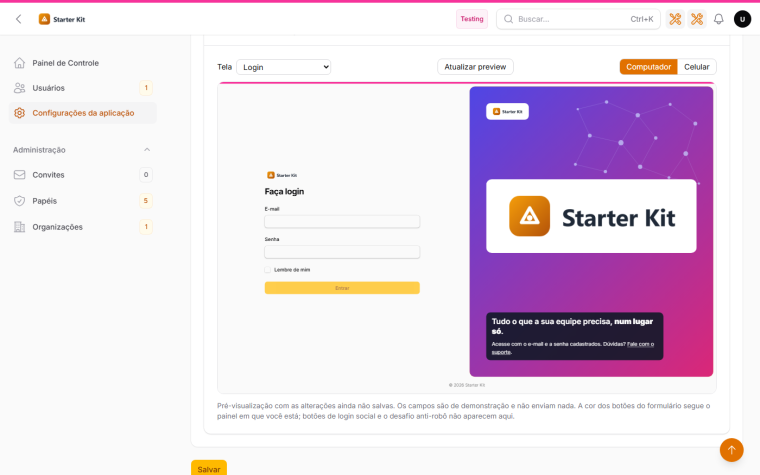 Starter Kit
Testing
Buscar...
Ctrl+K
U
Painel de Controle
Usuários
1
Configurações da aplicação
Administração
Convites
0
Papéis
5
Organizações
1
Tela
Login
Atualizar preview
Computador
Celular
Starter Kit
Faça login
E-mail
Senha
Lembre de mim
Entrar
Starter Kit
Starter Kit
Tudo o que a sua equipe precisa, num lugar
só.
Acesse com o e-mail e a senha cadastrados. Dúvidas? Fale com o
suporte.
© 2026 Starter Kit
Pré-visualização com as alterações ainda não salvas. Os campos são de demonstração e não enviam nada. A cor dos botões do formulário segue o
painel em que você está; botões de login social e o desafio anti-robô não aparecem aqui.
Salvar